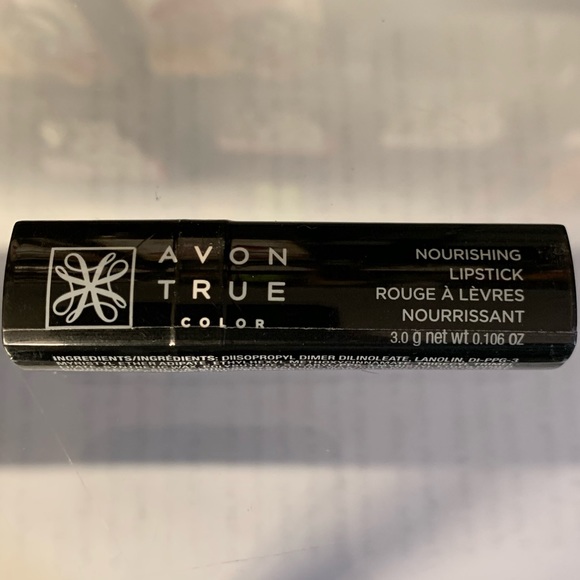 AVON
TRUE
COLOR
NOURISHING
LIPSTICK
ROUGE À LÈVRES
NOURRISSANT
3.0 g net wt 0.106 oz
INGREDIENTS/INGRÉDIENTS: DIISOPROPYL DIMER DILINOLEATE, LANOLIN, DI-PPG-3